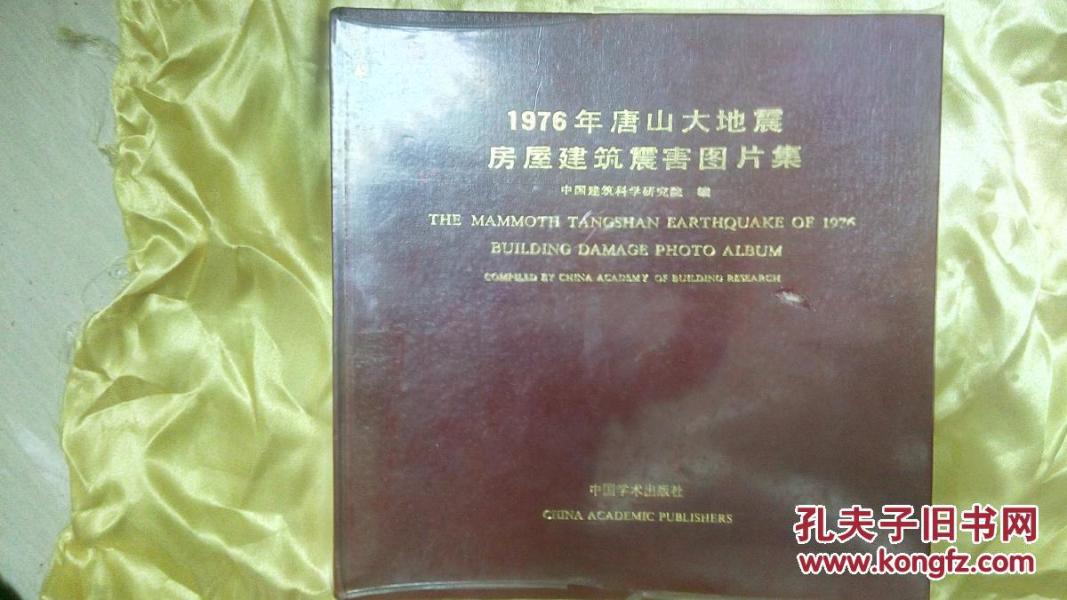 1976年唐山大地震
房屋建筑震害图片集
中国建筑科学研究院 编
THE MAMMOTH TANGSHAN EARTHQUAKE OF 1976
BUILDING DAMAGE PHOTO ALBUM
COMPILED BY CHINA ACADEMY OF BUILDING RESEARCH
中国学术出版社
CHINA ACADEMIC PUBLISHERS
孔夫子旧书网
www.kongfz.com